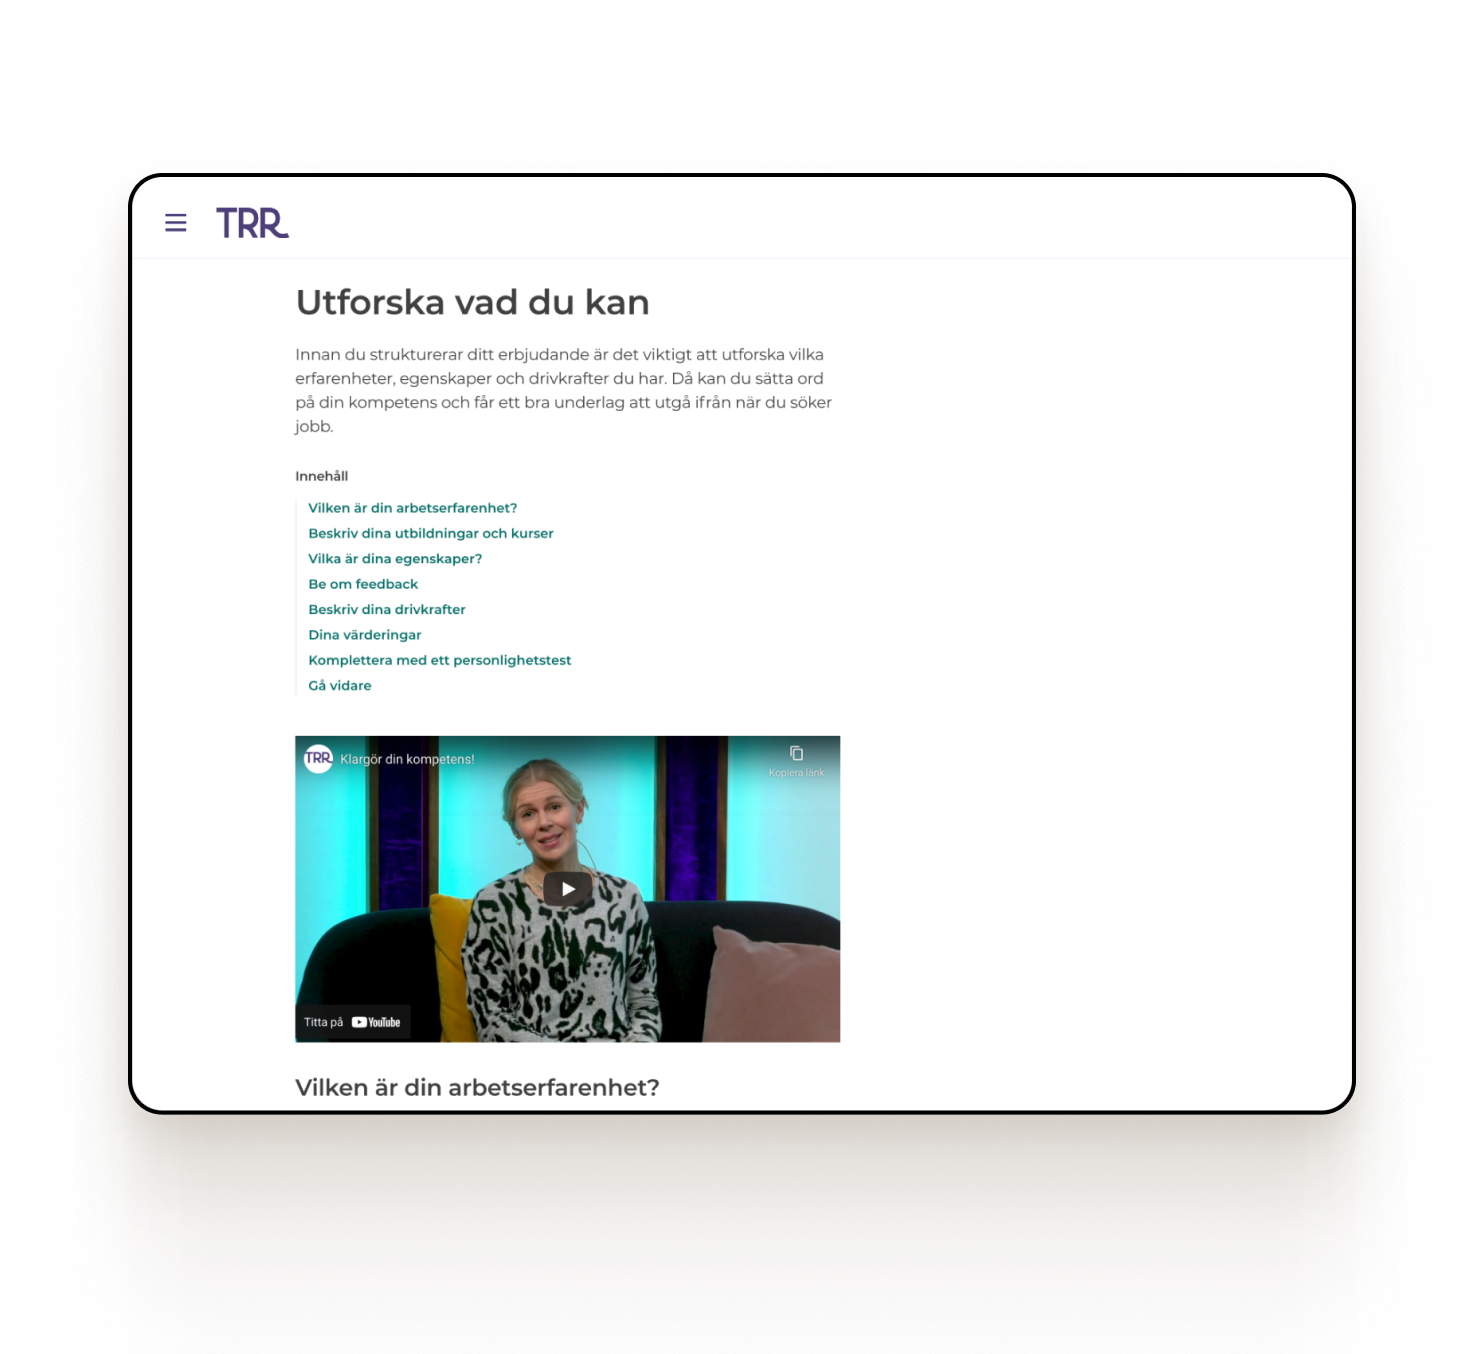 TRR
Utforska vad du kan
Innan du strukturerar ditt erbjudande är det viktigt att utforska vilka
erfarenheter, egenskaper och drivkrafter du har. Då kan du sätta ord
på din kompetens och får ett bra underlag att utgå ifrån när du söker
jobb.
Innehåll
Vilken är din arbetserfarenhet?
Beskriv dina utbildningar och kurser
Vilka är dina egenskaper?
Be om feedback
Beskriv dina drivkrafter
Dina värderingar
Komplettera med ett personlighetstest
Gå vidare
TRR Klargör din kompetens!
Kopiera länk
Titta på YouTube
Vilken är din arbetserfarenhet?